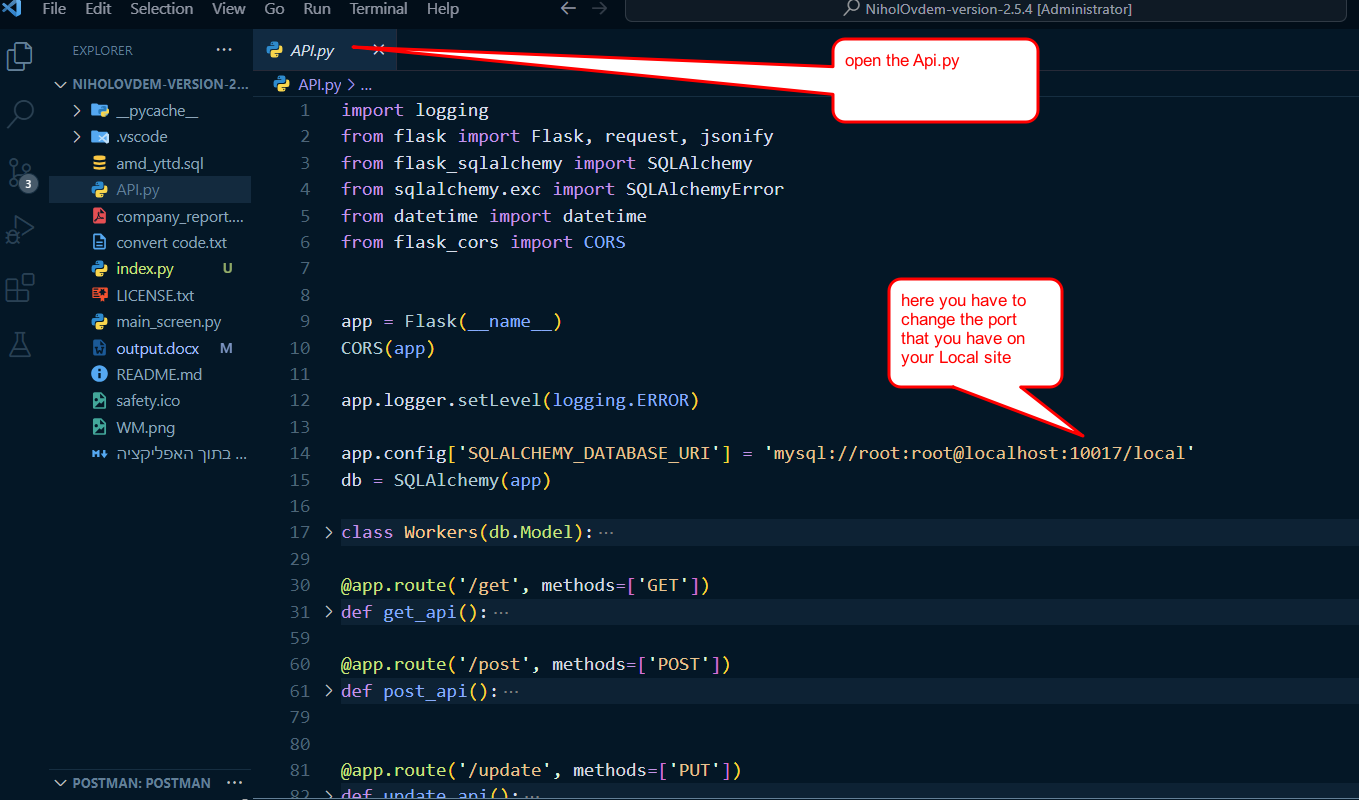 File Edit Selection View Go Run Terminal Help
NiholOvdem-version-2.5.4 [Administrator]
EXPLORER ...
NIHOLOVDEM-VERSION-2...
__pycache__
.vscode
amd_yttd.sql
API.py
company_report....
convert code.txt
index.py U
LICENSE.txt
main_screen.py
output.docx M
README.md
safety.ico
WM.png
בתוך האפליקציה ...
3
POSTMAN: POSTMAN ...
API.py
API.py > ...
open the Api.py
1 import logging
2 from flask import Flask, request, jsonify
3 from flask_sqlalchemy import SQLAlchemy
4 from sqlalchemy.exc import SQLAlchemyError
5 from datetime import datetime
6 from flask_cors import CORS
7
8
9 app = Flask(__name__)
10 CORS(app)
11
12 app.logger.setLevel(logging.ERROR)
13
14 app.config['SQLALCHEMY_DATABASE_URI'] = 'mysql://root:root@localhost:10017/local'
15 db = SQLAlchemy(app)
16
17 class Workers(db.Model): ...
29
30 @app.route('/get', methods=['GET'])
31 def get_api(): ...
59
60 @app.route('/post', methods=['POST'])
61 def post_api(): ...
79
80
81 @app.route('/update', methods=['PUT'])
82 def update_api(): ...
here you have to
change the port
that you have on
your Local site